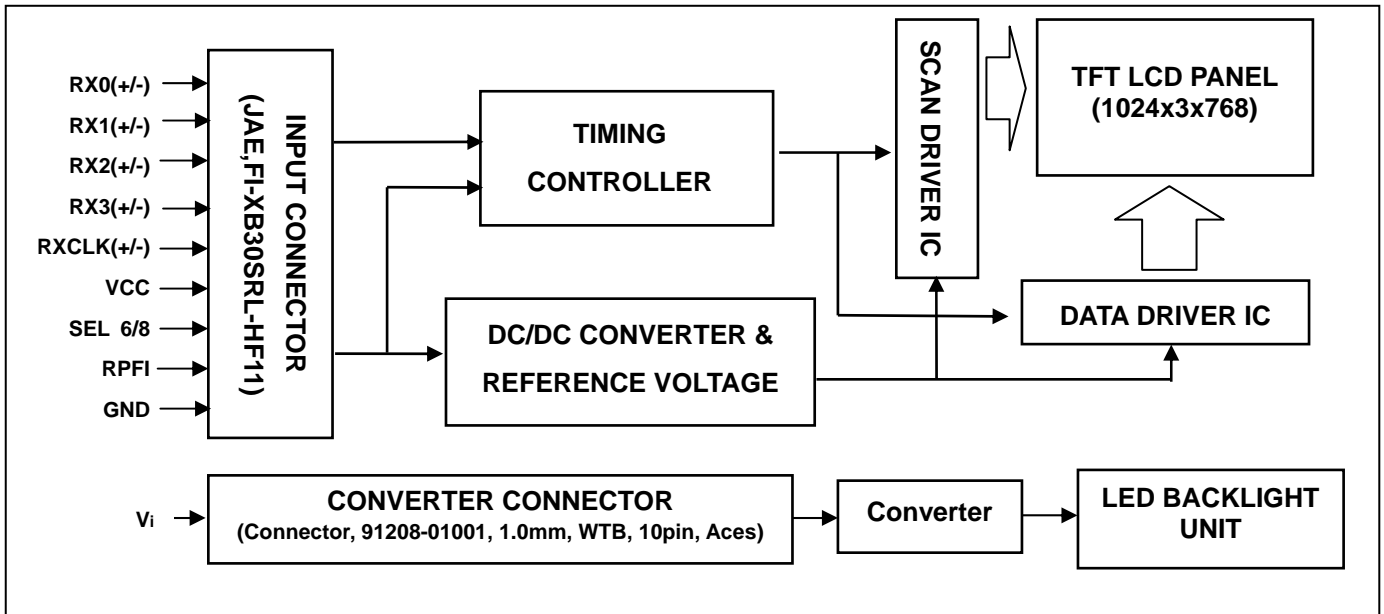 RX0(+/-)
RX1(+/-)
RX2(+/-)
RX3(+/-)
RXCLK(+/-)
VCC
SEL 6/8
RPFI
GND
INPUT CONNECTOR
(JAE,FI-XB30SRL-HF11)
TIMING
CONTROLLER
DC/DC CONVERTER &
REFERENCE VOLTAGE
SCAN DRIVER IC
TFT LCD PANEL
(1024x3x768)
DATA DRIVER IC
Vi
CONVERTER CONNECTOR
(Connector, 91208-01001, 1.0mm, WTB, 10pin, Aces)
Converter
LED BACKLIGHT
UNIT